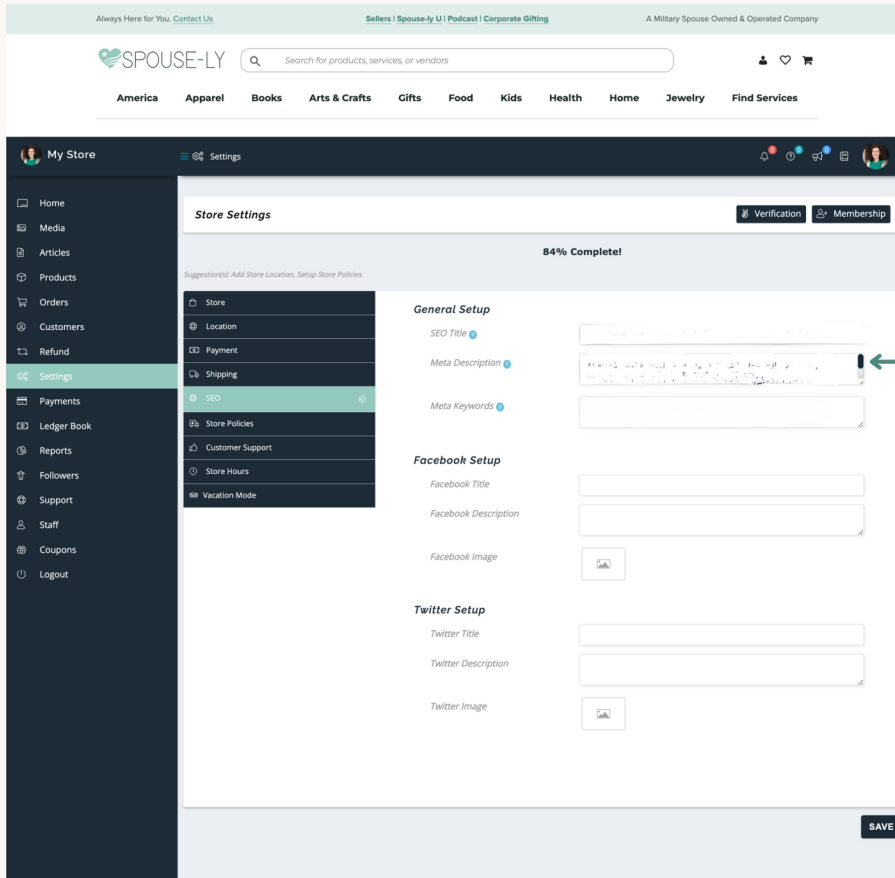 Always Here for You. Contact Us
Sellers | Spouse-ly U | Podcast | Corporate Gifting
A Military Spouse Owned & Operated Company
SPOUSE-LY
Search for products, services, or vendors
America Apparel Books Arts & Crafts Gifts Food Kids Health Home Jewelry Find Services
My Store
Settings
0 0 0
Home
Media
Articles
Products
Orders
Customers
Refund
Settings
Payments
Ledger Book
Reports
Followers
Support
Staff
Coupons
Logout
Store Settings
Verification
Membership
84% Complete!
Suggestion(s): Add Store Location, Setup Store Policies
Store
Location
Payment
Shipping
SEO
Store Policies
Customer Support
Store Hours
Vacation Mode
General Setup
SEO Title
Meta Description
Meta Keywords
Facebook Setup
Facebook Title
Facebook Description
Facebook Image
Twitter Setup
Twitter Title
Twitter Description
Twitter Image
SAVE